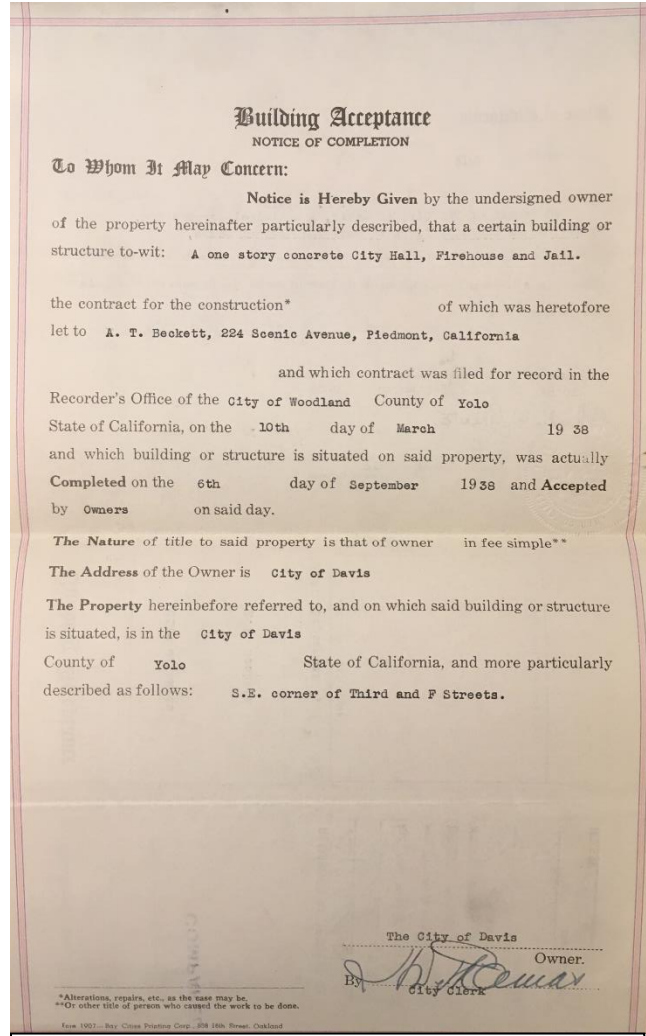 Building Acceptance
NOTICE OF COMPLETION
To Whom It May Concern:
Notice is Hereby Given by the undersigned owner
of the property hereinafter particularly described, that a certain building or
structure to-wit: A one story concrete City Hall, Firehouse and Jail.
the contract for the construction* of which was heretofore
let to A. T. Beckett, 224 Scenic Avenue, Piedmont, California
and which contract was filed for record in the
Recorder's Office of the City of Woodland County of Yolo
State of California, on the 10th day of March 19 38
and which building or structure is situated on said property, was actually
Completed on the 6th day of September 19 38 and Accepted
by Owners on said day.
The Nature of title to said property is that of owner in fee simple**
The Address of the Owner is City of Davis
The Property hereinbefore referred to, and on which said building or structure
is situated, is in the City of Davis
County of Yolo State of California, and more particularly
described as follows: S.E. corner of Third and F Streets.
The City of Davis
Owner.
By
City Clerk
*Alterations, repairs, etc., as the case may be.
**Or other title of person who caused the work to be done.
Bay Cities Printing Corp., 18th Street, Oakland